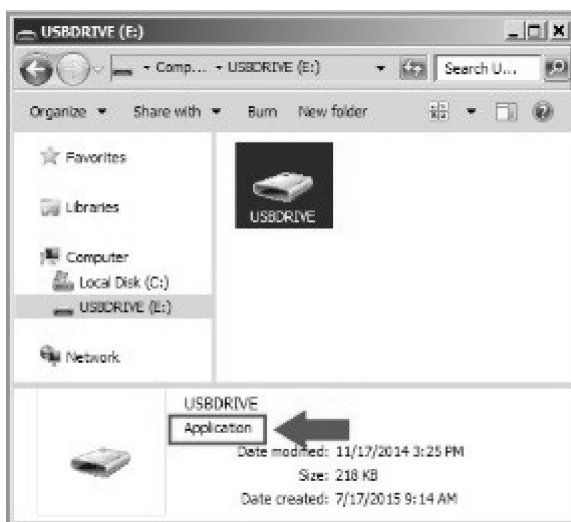 USBDRIVE (E:)
Comp... USBDRIVE (E:) Search U...
Organize Share with Burn New folder
Favorites
Libraries
Computer
Local Disk (C:)
USBDRIVE (E:)
Network
USBDRIVE
USBDRIVE
Application
Date modified: 11/17/2014 3:25 PM
Size: 218 KB
Date created: 7/17/2015 9:14 AM